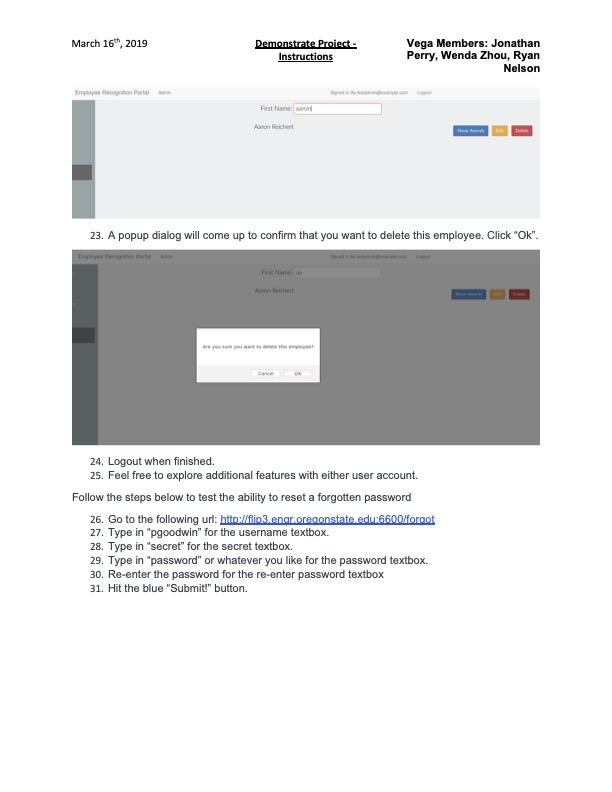 March 16th, 2019
Demonstrate Project -
Instructions
Vega Members: Jonathan
Perry, Wenda Zhou, Ryan
Nelson
Employee Recognition Portal Admin Signed In As testadmin@example.com Logout
First Name: aaron
Aaron Reichert Show Awards Edit Delete
23. A popup dialog will come up to confirm that you want to delete this employee. Click “Ok”.
Employee Recognition Portal Admin Signed In As testadmin@example.com Logout
First Name: aa
Aaron Reichert Show Awards Edit Delete
Are you sure you want to delete this employee?
Cancel OK
24. Logout when finished.
25. Feel free to explore additional features with either user account.
Follow the steps below to test the ability to reset a forgotten password
26. Go to the following url: http://flip3.engr.oregonstate.edu:6600/forgot
27. Type in “pgoodwin” for the username textbox.
28. Type in “secret” for the secret textbox.
29. Type in “password” or whatever you like for the password textbox.
30. Re-enter the password for the re-enter password textbox
31. Hit the blue “Submit!” button.